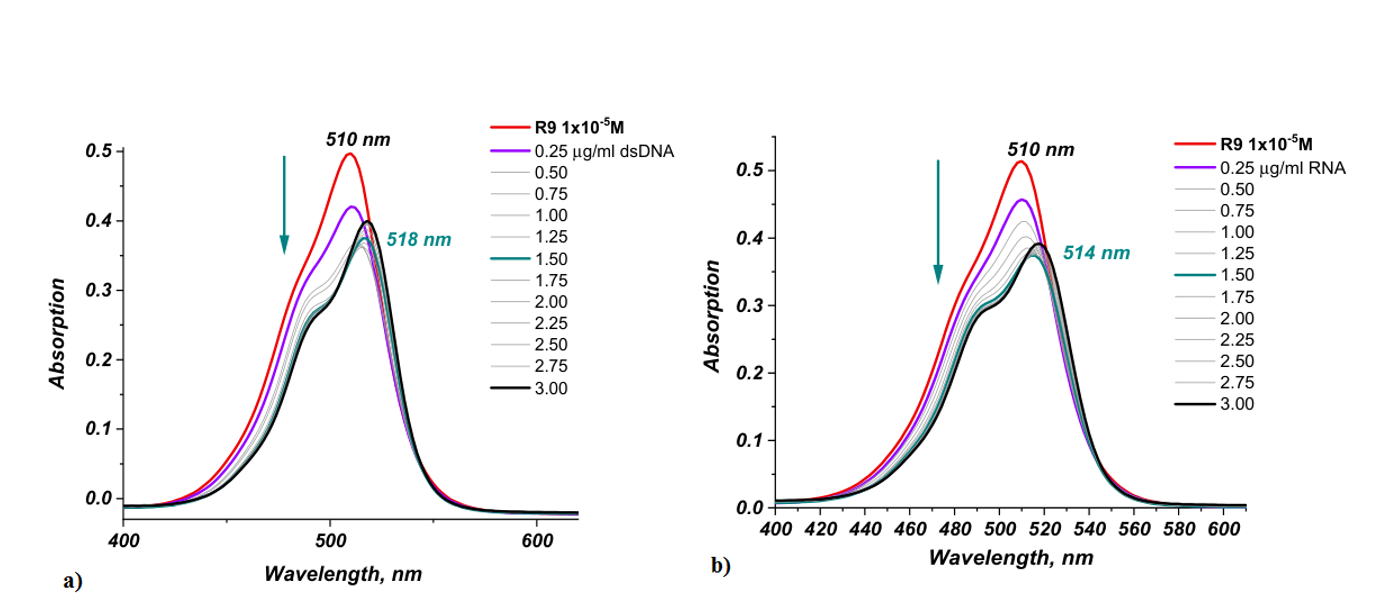 510 nm
518 nm
R9 1x10⁻⁵M
0.25 μg/ml dsDNA
0.50
0.75
1.00
1.25
1.50
1.75
2.00
2.25
2.50
2.75
3.00
0.5
0.4
0.3
0.2
0.1
0.0
Absorption
400 500 600
Wavelength, nm
a)
510 nm
514 nm
R9 1x10⁻⁵M
0.25 μg/ml RNA
0.50
0.75
1.00
1.25
1.50
1.75
2.00
2.25
2.50
2.75
3.00
0.5
0.4
0.3
0.2
0.1
0.0
Absorption
400 420 440 460 480 500 520 540 560 580 600
Wavelength, nm
b)